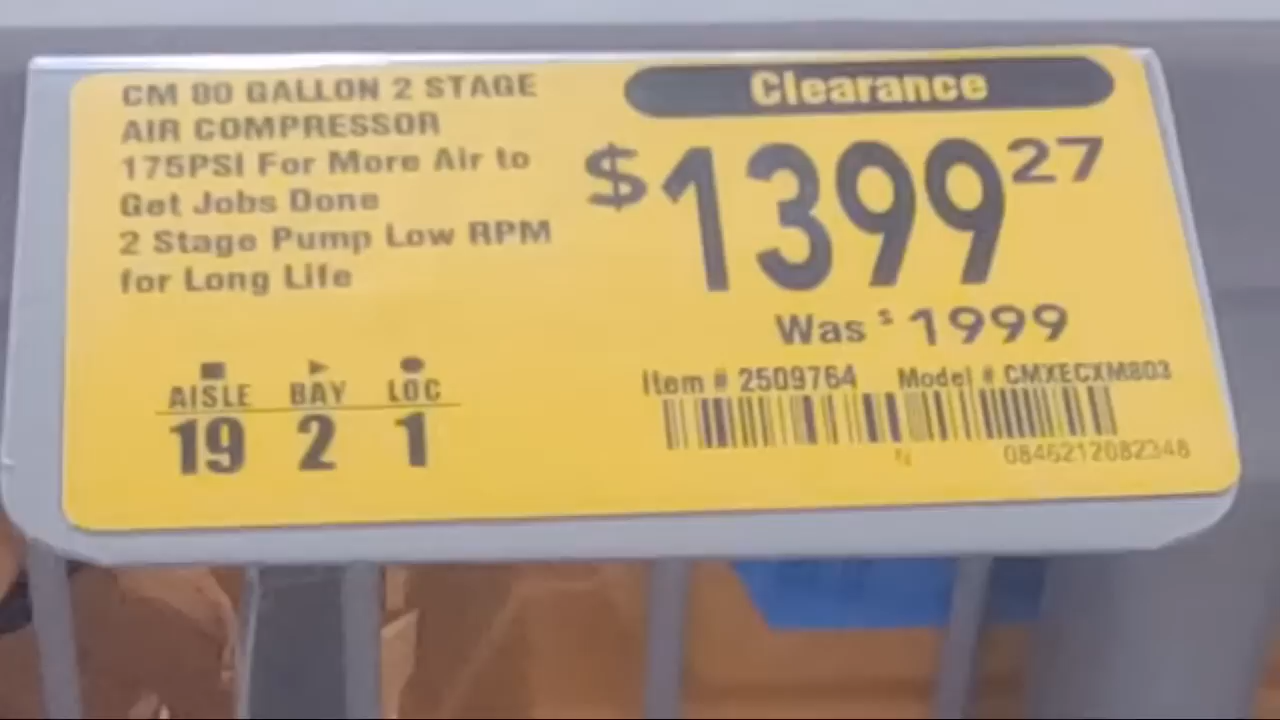 CM 80 GALLON 2 STAGE
AIR COMPRESSOR
175PSI For More Air to
Get Jobs Done
2 Stage Pump Low RPM
for Long Life
Clearance
$1399 27
Was $1999
Item # 2509764 Model # CMXECXM803
0846212082348
AISLE BAY LOC
19 2 1